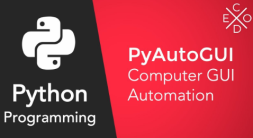 Python
Programming
PyAutoGUI
Computer GUI
Automation
C
E O
D